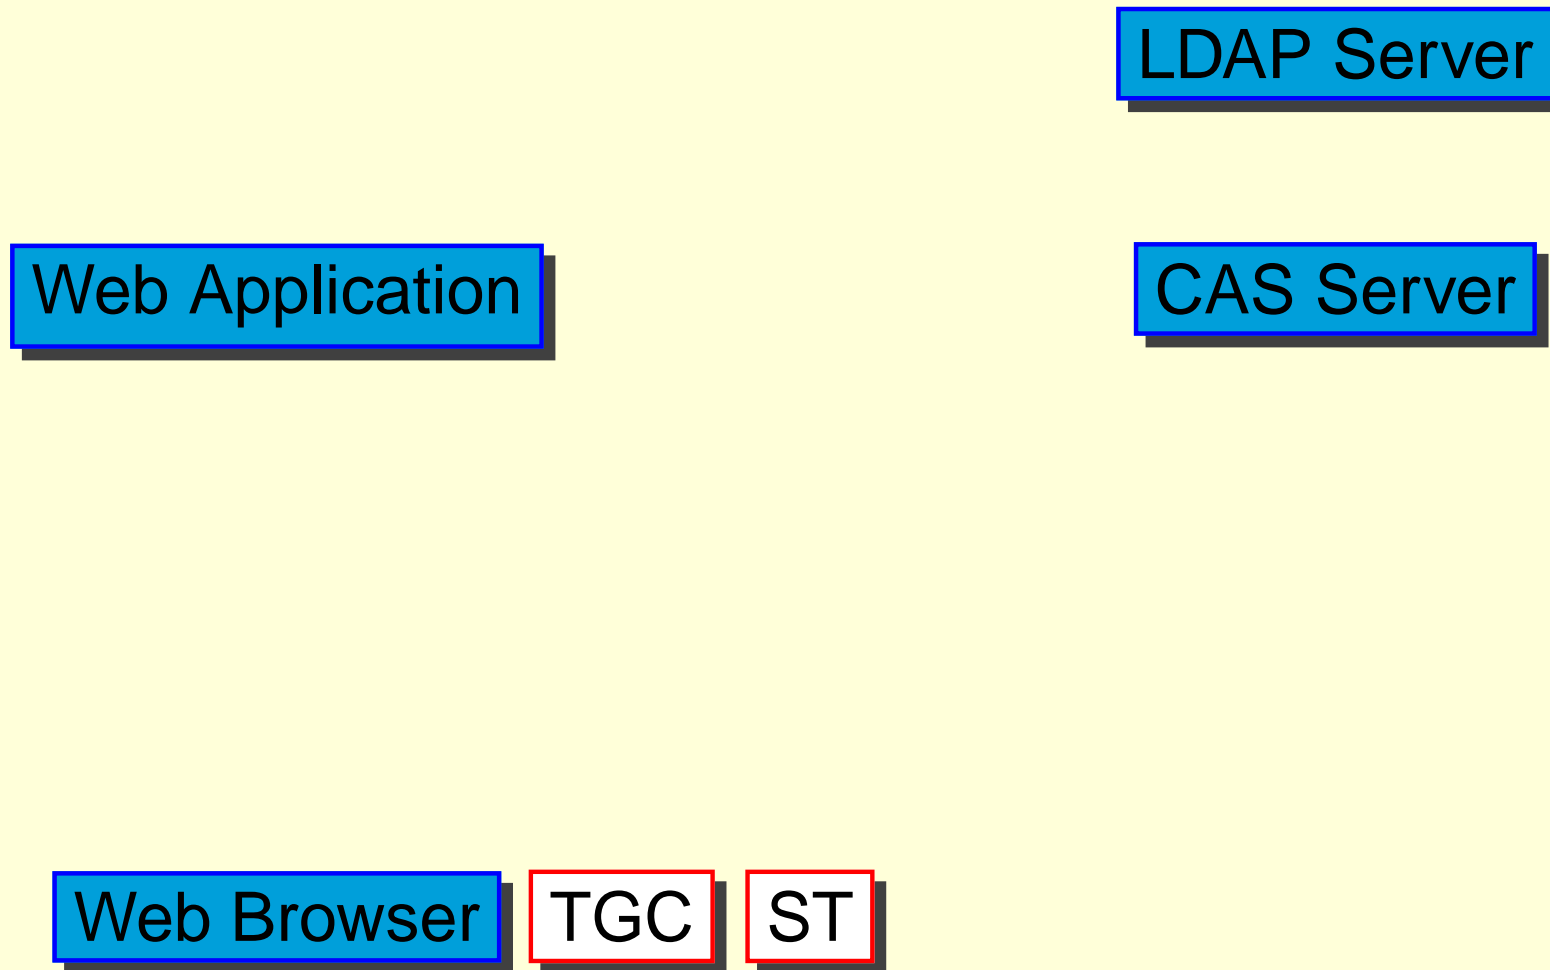 LDAP Server
Web Application
CAS Server
Web Browser
TGC
ST